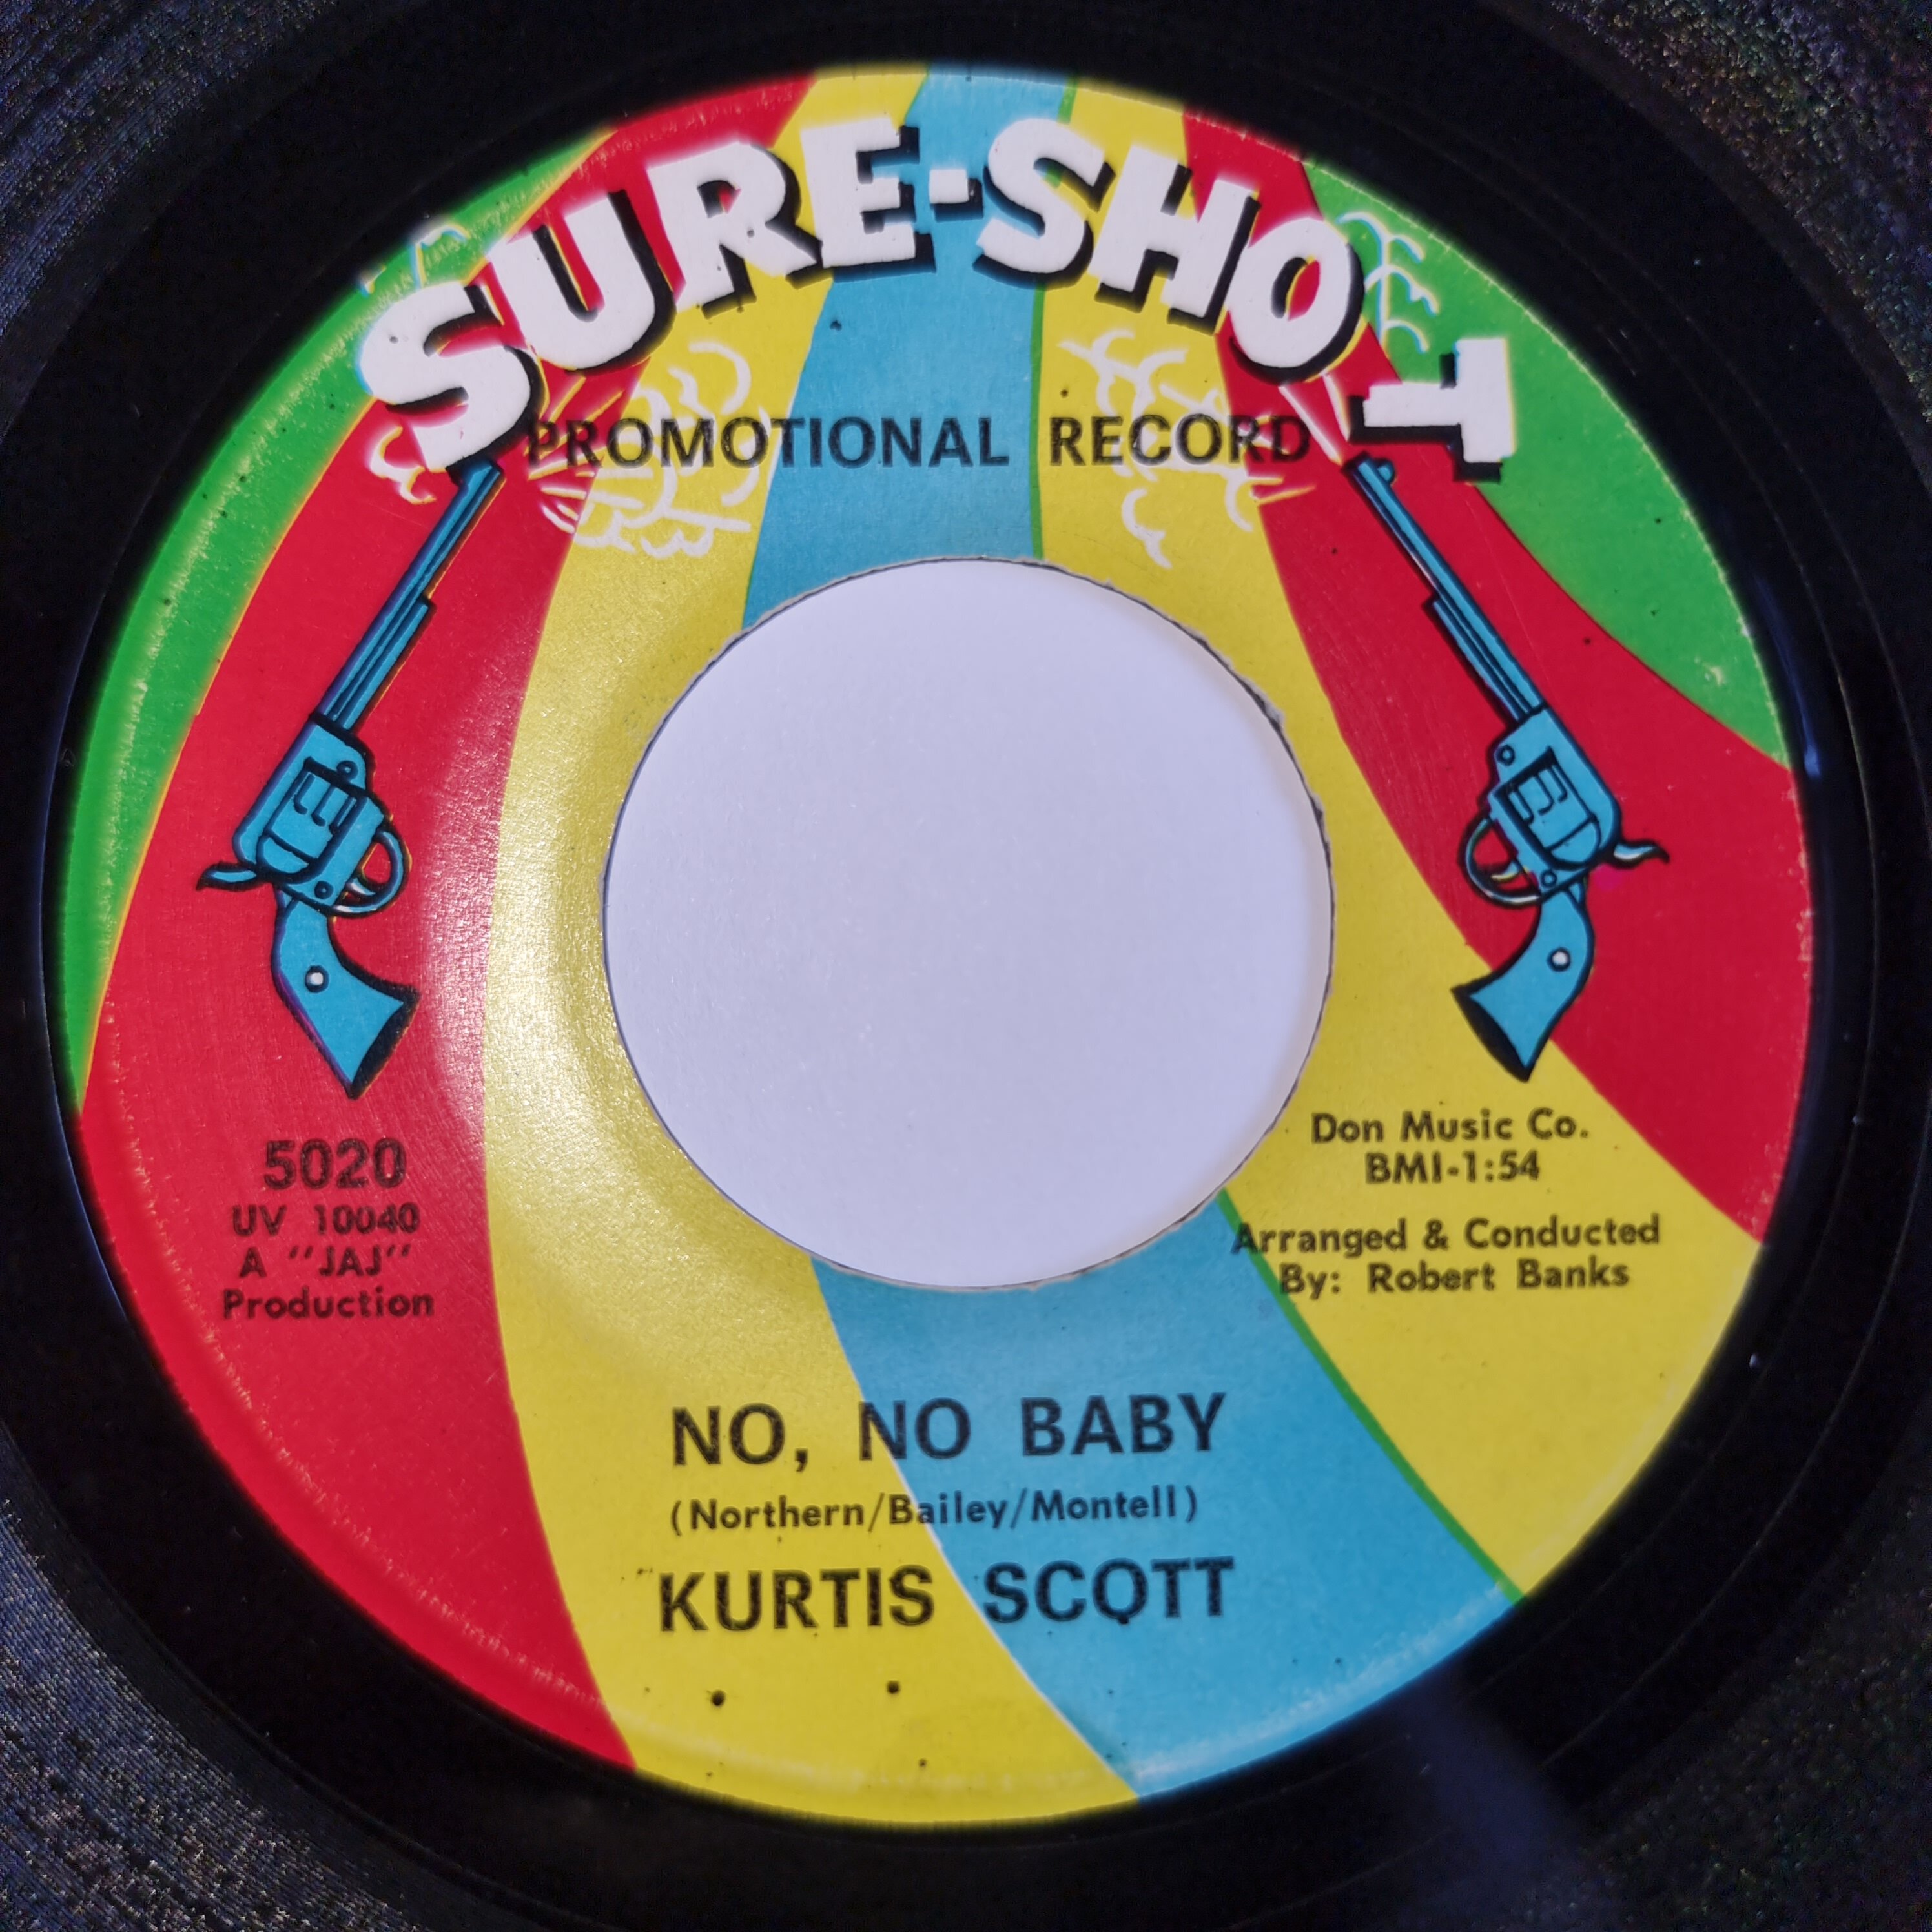 SURE-SHOT
PROMOTIONAL RECORD
5020
UV 10040
A "JAJ"
Production
Don Music Co.
BMI-1:54
Arranged & Conducted
By: Robert Banks
NO, NO BABY
(Northern/Bailey/Montell)
KURTIS SCOTT